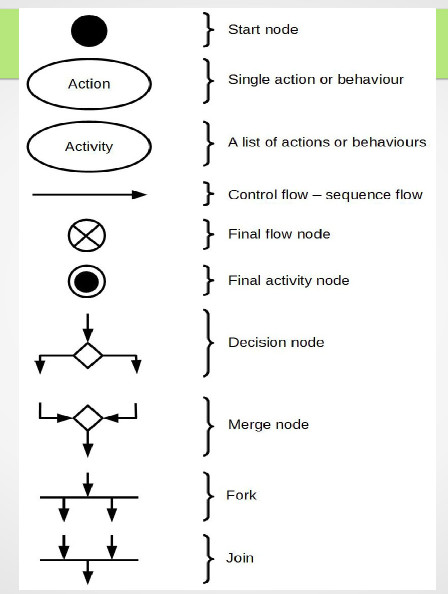 Start node
Action
Single action or behaviour
Activity
A list of actions or behaviours
Control flow – sequence flow
Final flow node
Final activity node
Decision node
Merge node
Fork
Join